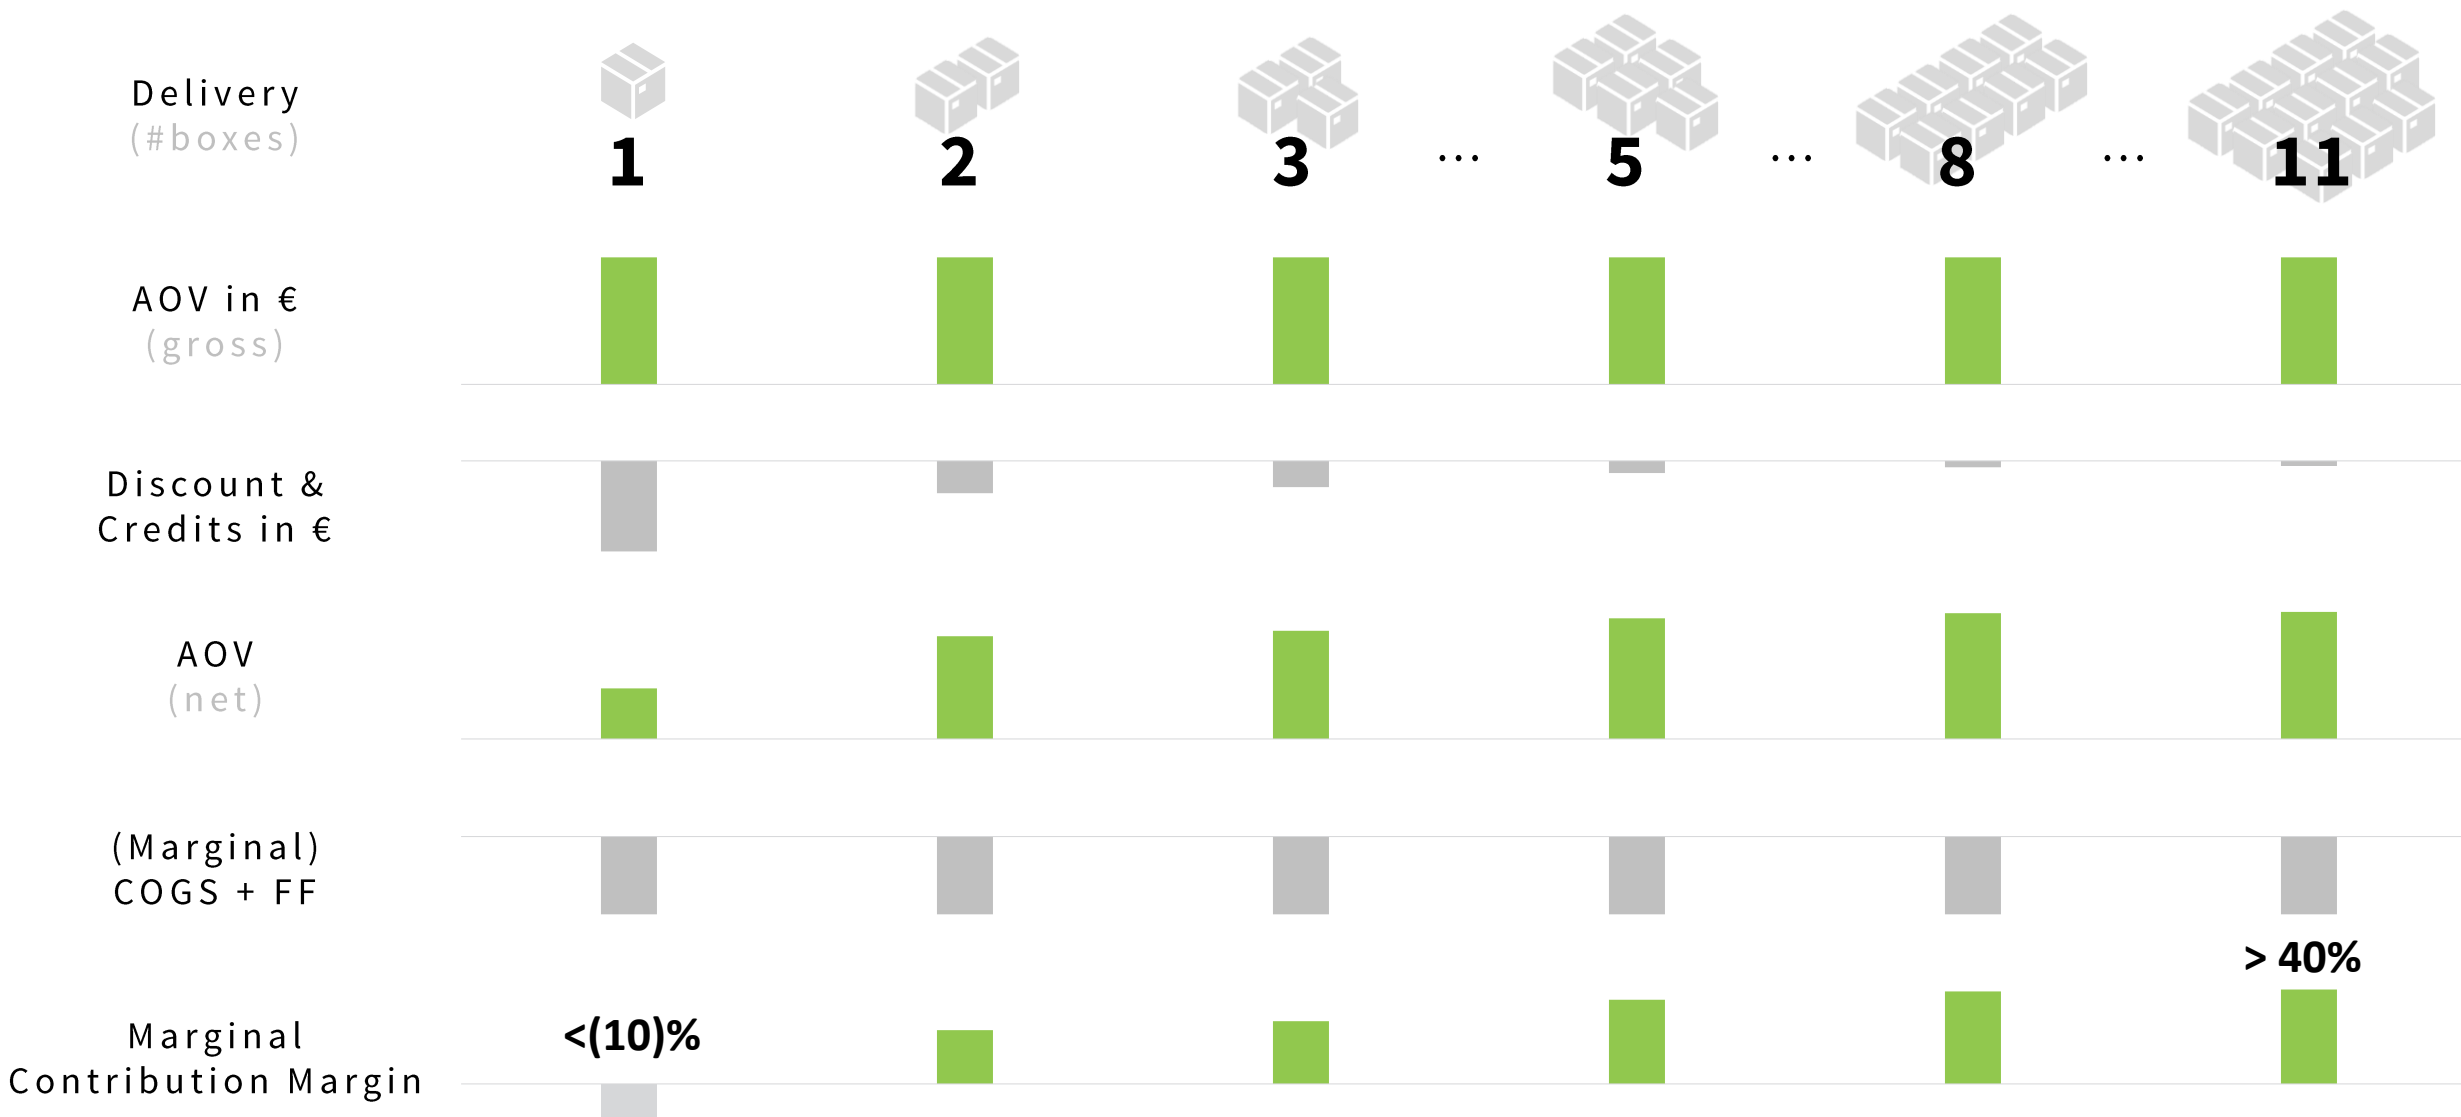 Delivery
(#boxes)
1 2 3 ... 5 ... 8 ... 11
AOV in €
(gross)
Discount &
Credits in €
AOV
(net)
(Marginal)
COGS + FF
> 40%
<(10)%
Marginal
Contribution Margin